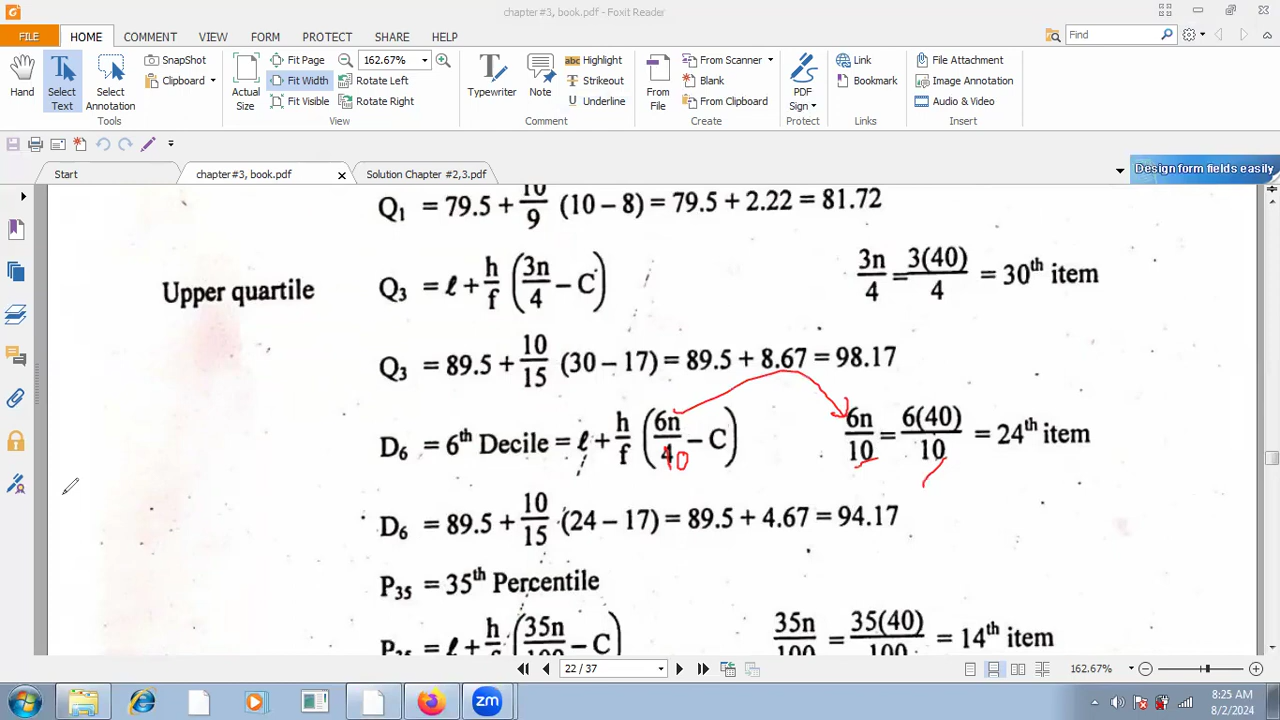 chapter #3, book.pdf - Foxit Reader
FILE HOME COMMENT VIEW FORM PROTECT SHARE HELP Find
Hand Select Text Select Annotation SnapShot Clipboard Actual Size Fit Page Fit Width Fit Visible 162.67% Rotate Left Rotate Right Typewriter Note Highlight Strikeout Underline From File From Scanner Blank From Clipboard PDF Sign Link Bookmark File Attachment Image Annotation Audio & Video
Tools View Comment Create Protect Links Insert
Start chapter #3, book.pdf Solution Chapter #2,3.pdf Design form fields easily
Q₁ = 79.5 + 10/9 (10 – 8) = 79.5 + 2.22 = 81.72
Upper quartile Q₃ = ℓ + h/f (3n/4 – C) 3n/4 = 3(40)/4 = 30th item
Q₃ = 89.5 + 10/15 (30 – 17) = 89.5 + 8.67 = 98.17
D₆ = 6th Decile = ℓ + h/f (6n/4 – C) 6n/10 = 6(40)/10 = 24th item
10
D₆ = 89.5 + 10/15 (24 – 17) = 89.5 + 4.67 = 94.17
P₃₅ = 35th Percentile
P₃₅ = ℓ + h/f (35n/100 – C) 35n/100 = 35(40)/100 = 14th item
22 / 37 162.67%
zm 8:25 AM
8/2/2024